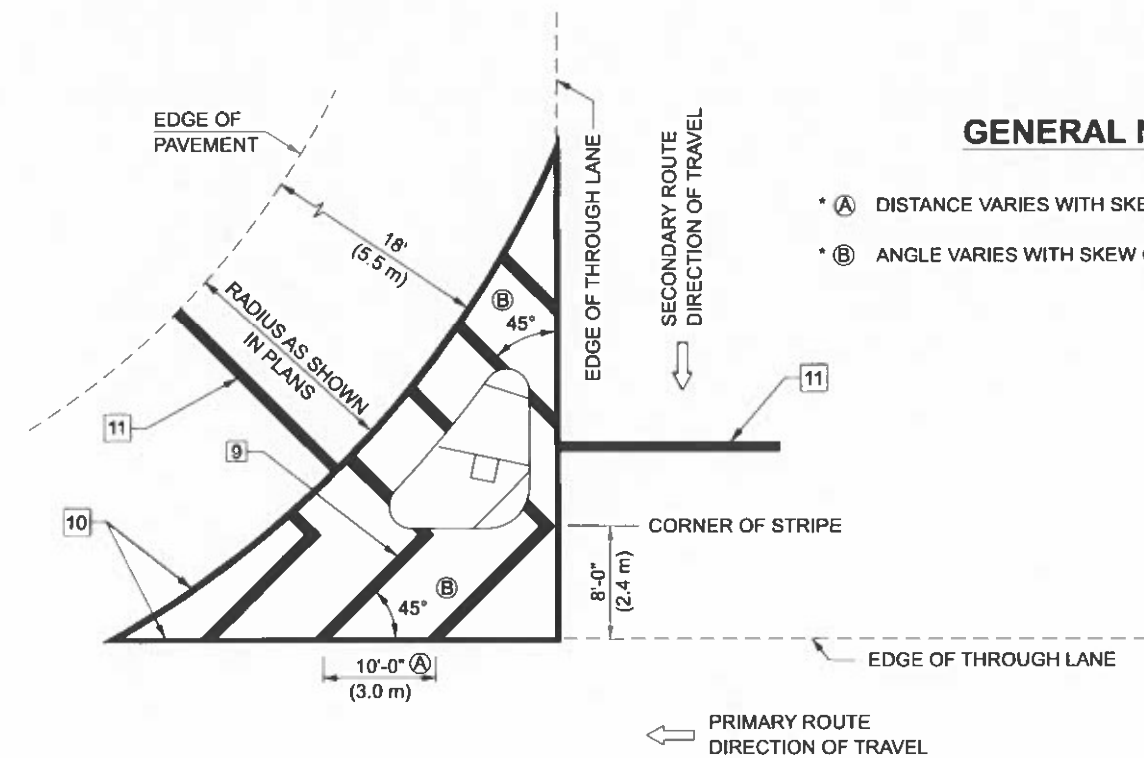 EDGE OF
PAVEMENT
18'
(5.5 m)
RADIUS AS SHOWN
IN PLANS
EDGE OF THROUGH LANE
SECONDARY ROUTE
DIRECTION OF TRAVEL
GENERAL
* Ⓐ DISTANCE VARIES WITH
* Ⓑ ANGLE VARIES WITH SKEW
Ⓑ
45°
11
11
9
10
CORNER OF STRIPE
8'-0"
(2.4 m)
Ⓑ
45°
10'-0" Ⓐ
(3.0 m)
EDGE OF THROUGH LANE
PRIMARY ROUTE
DIRECTION OF TRAVEL